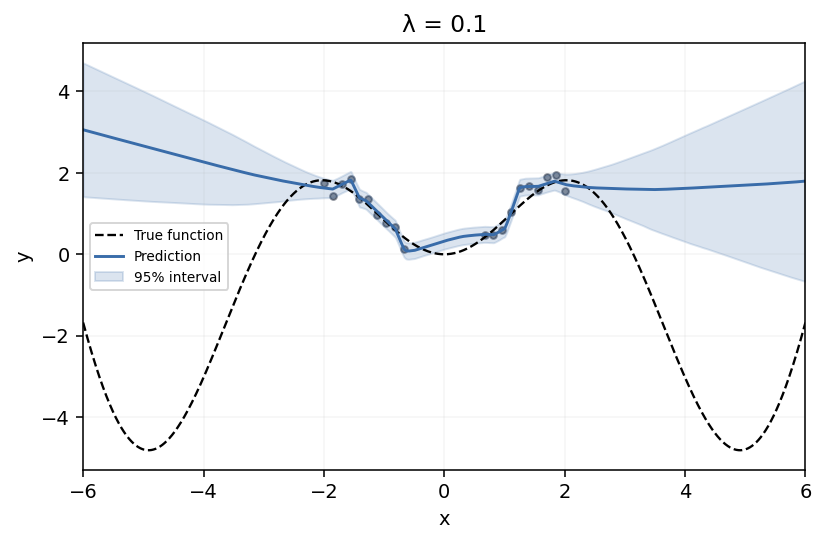 λ = 0.1
y
4
2
0
−2
−4
True function
Prediction
95% interval
−6
−4
−2
0
2
4
6
x